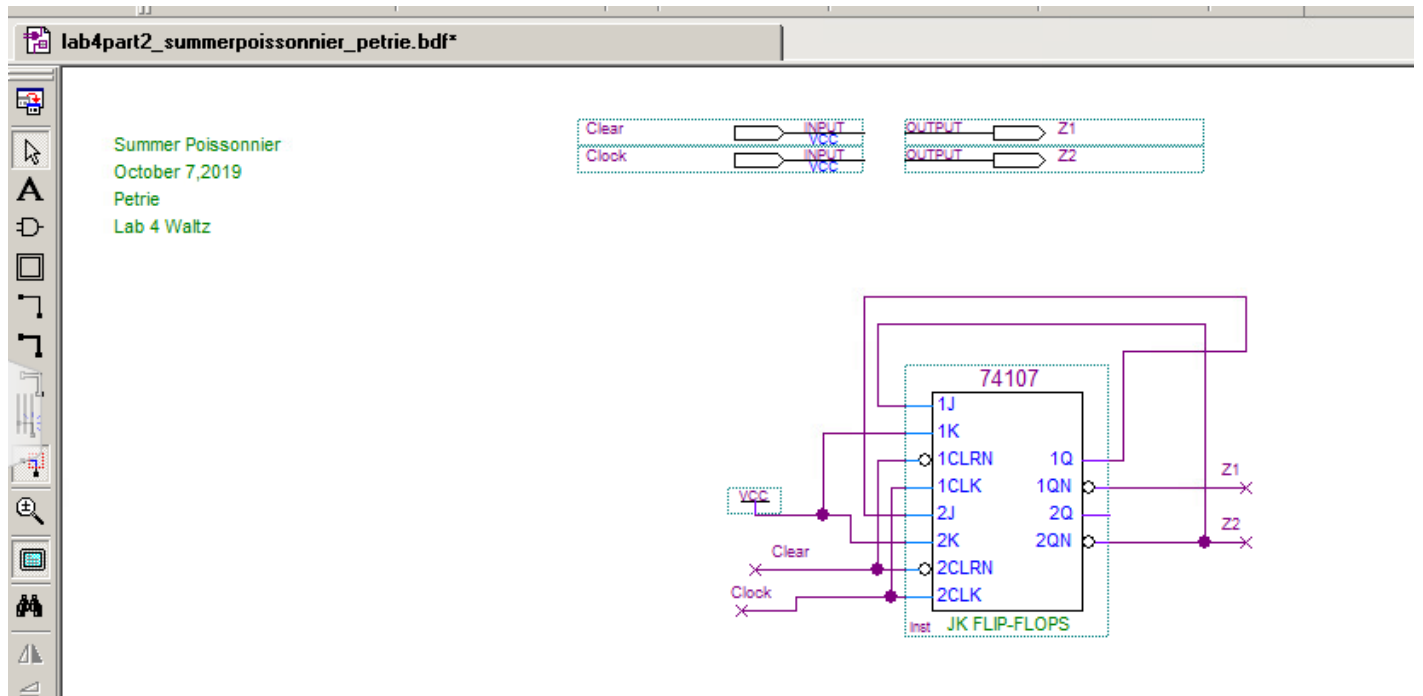 lab4part2_summerpoissonnier_petrie.bdf*
Summer Poissonnier
October 7,2019
Petrie
Lab 4 Waltz
Clear INPUT VCC OUTPUT Z1
Clock INPUT VCC OUTPUT Z2
74107
1J
1K
1CLRN 1Q
1CLK 1QN Z1
VCC
2J 2Q
2K 2QN Z2
Clear
2CLRN
Clock
2CLK
inst JK FLIP-FLOPS